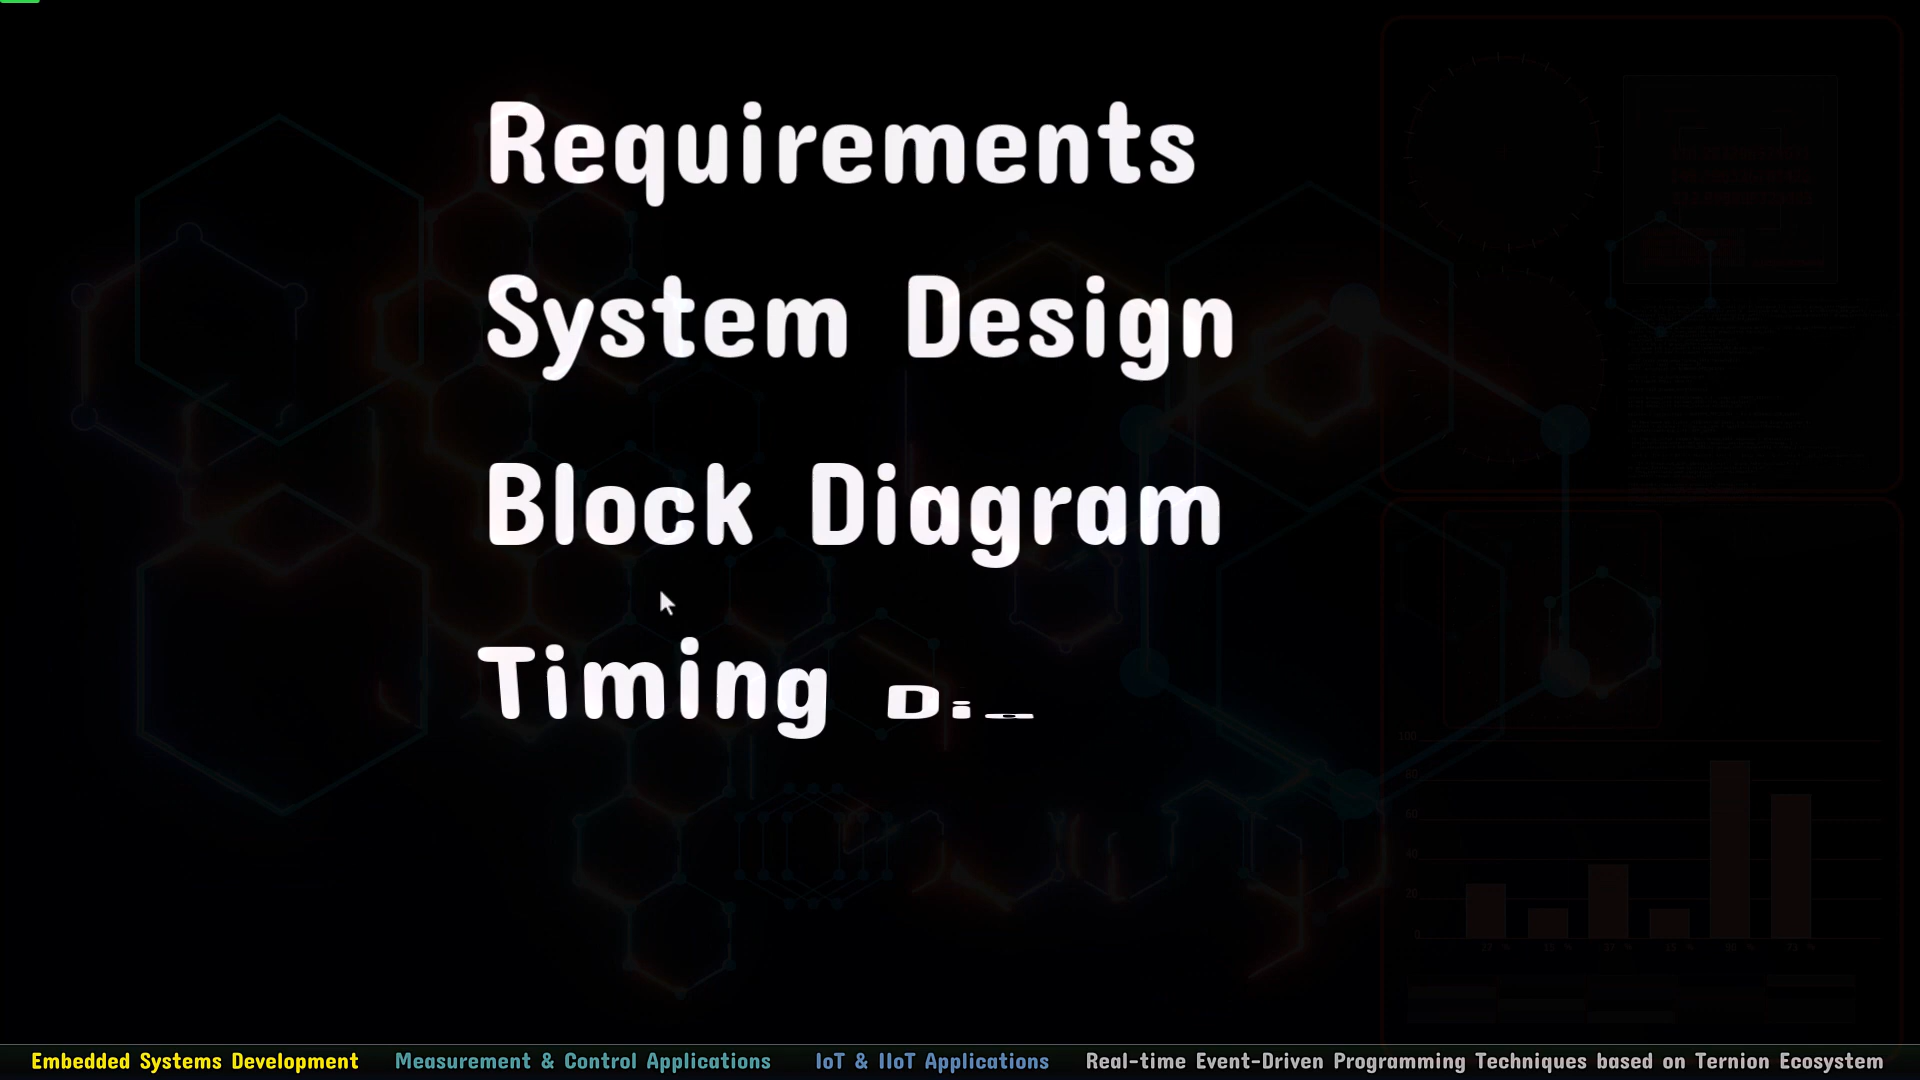 Requirements
System Design
Block Diagram
Timing Di
Embedded Systems Development Measurement & Control Applications IoT & IIoT Applications Real-time Event-Driven Programming Techniques based on Ternion Ecosystem